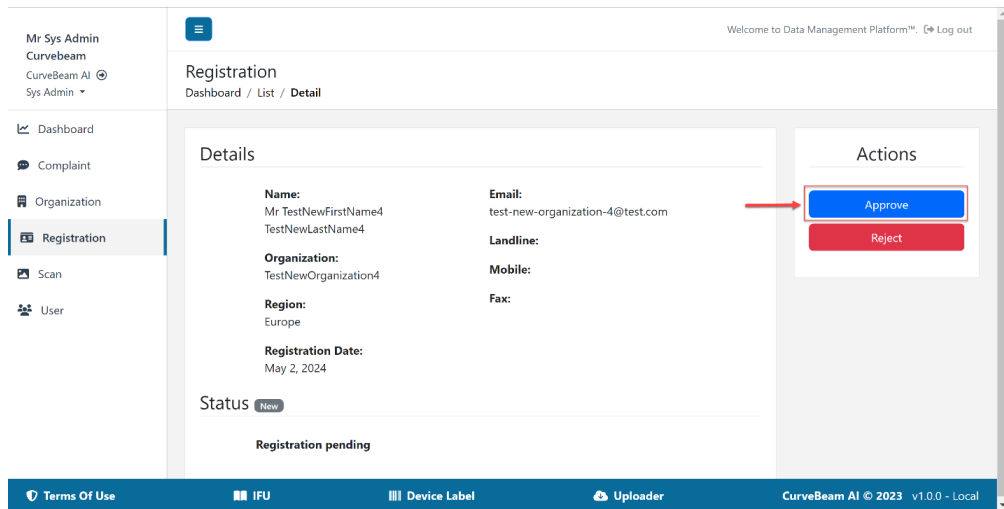 Mr Sys Admin
Curvebeam
CurveBeam AI
Sys Admin
Dashboard
Complaint
Organization
Registration
Scan
User
Welcome to Data Management Platform™. Log out
Registration
Dashboard / List / Detail
Details
Name:
Mr TestNewFirstName4
TestNewLastName4
Organization:
TestNewOrganization4
Region:
Europe
Registration Date:
May 2, 2024
Email:
test-new-organization-4@test.com
Landline:
Mobile:
Fax:
Status New
Registration pending
Actions
Approve
Reject
Terms Of Use IFU Device Label Uploader CurveBeam AI © 2023 v1.0.0 - Local